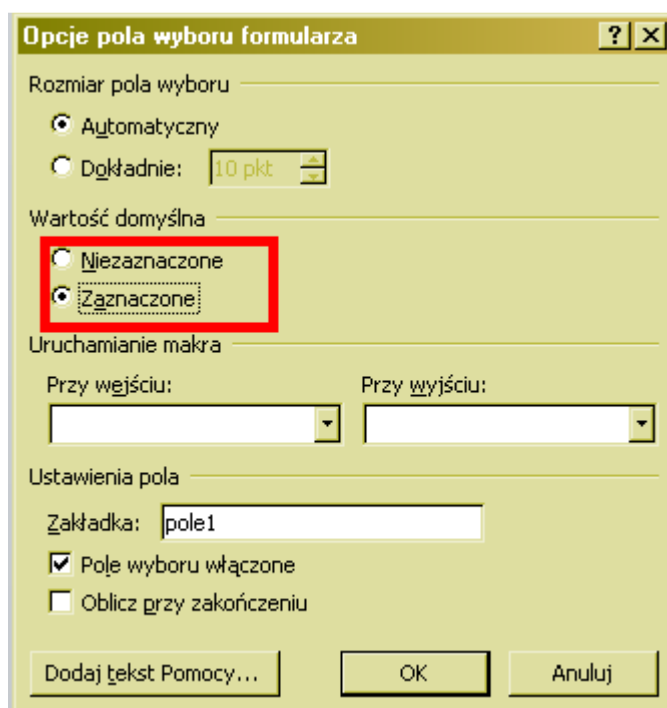 Opcje pola wyboru formularza
Rozmiar pola wyboru
Automatyczny
Dokładnie: 10 pkt
Wartość domyślna
Niezaznaczone
Zaznaczone
Uruchamianie makra
Przy wejściu: Przy wyjściu:
Ustawienia pola
Zakładka: pole1
Pole wyboru włączone
Oblicz przy zakończeniu
Dodaj tekst Pomocy... OK Anuluj